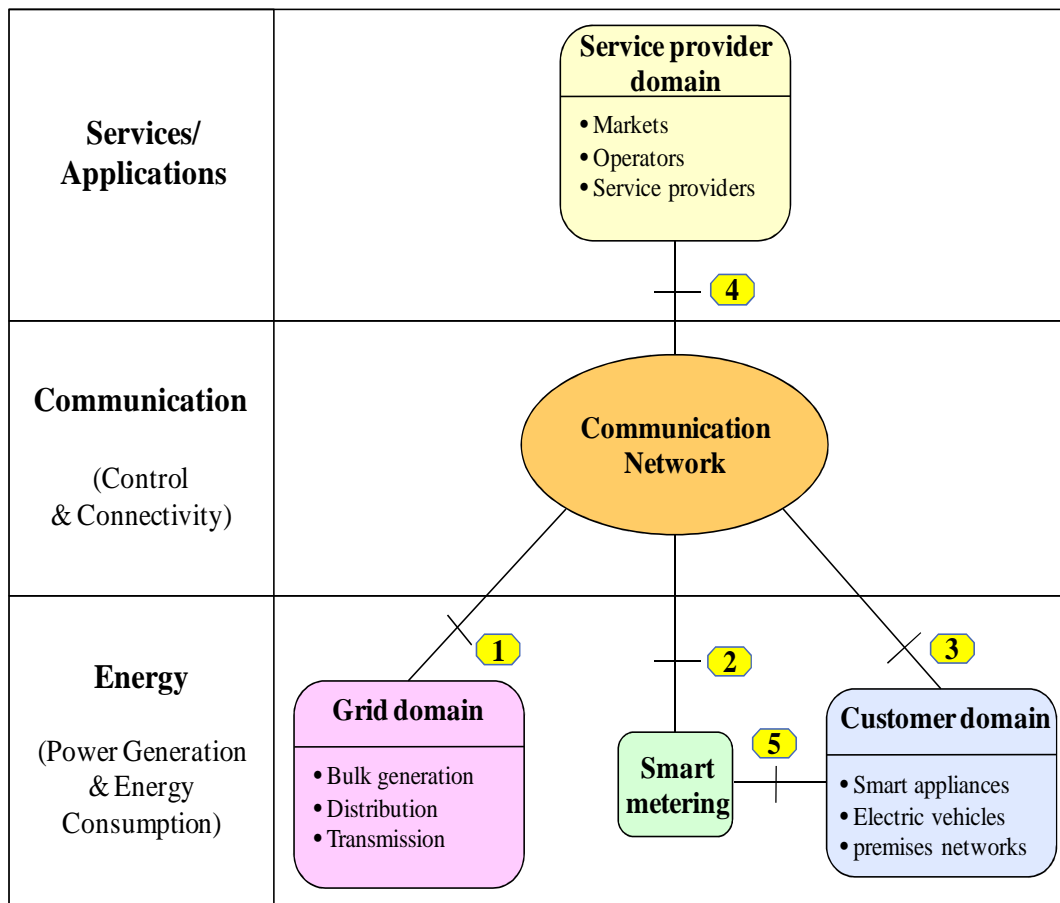 Services/
Applications
Service provider
domain
• Markets
• Operators
• Service providers
4
Communication
(Control
& Connectivity)
Communication
Network
Energy
(Power Generation
& Energy
Consumption)
1
2
3
Grid domain
• Bulk generation
• Distribution
• Transmission
Smart
metering
5
Customer domain
• Smart appliances
• Electric vehicles
• premises networks